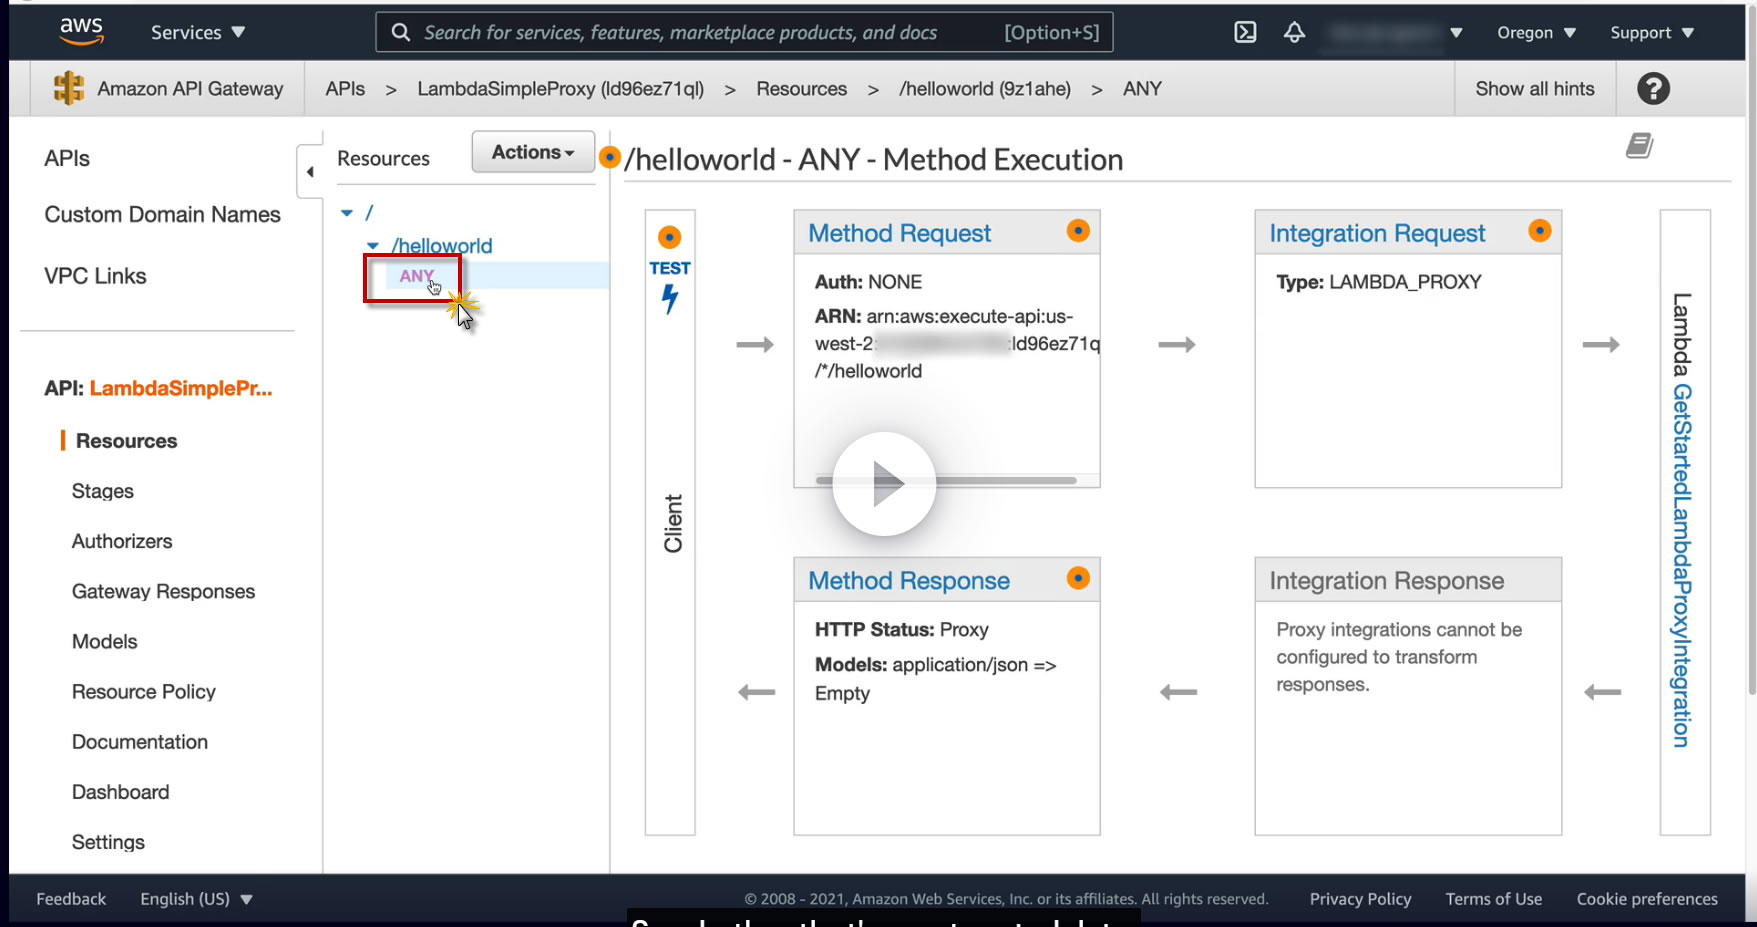 aws
Services
Search for services, features, marketplace products, and docs
[Option+S]
Oregon
Support
Amazon API Gateway
APIs > LambdaSimpleProxy (ld96ez71ql) > Resources > /helloworld (9z1ahe) > ANY
Show all hints
?
APIs
Custom Domain Names
VPC Links
API: LambdaSimplePr...
Resources
Stages
Authorizers
Gateway Responses
Models
Resource Policy
Documentation
Dashboard
Settings
Resources
Actions
/
/helloworld
ANY
/helloworld - ANY - Method Execution
TEST
Client
Method Request
Auth: NONE
ARN: arn:aws:execute-api:us-
west-2: :ld96ez71q
/*/helloworld
Integration Request
Type: LAMBDA_PROXY
Lambda GetStartedLambdaProxyIntegration
Method Response
HTTP Status: Proxy
Models: application/json =>
Empty
Integration Response
Proxy integrations cannot be
configured to transform
responses.
Feedback
English (US)
© 2008 - 2021, Amazon Web Services, Inc. or its affiliates. All rights reserved.
Privacy Policy
Terms of Use
Cookie preferences